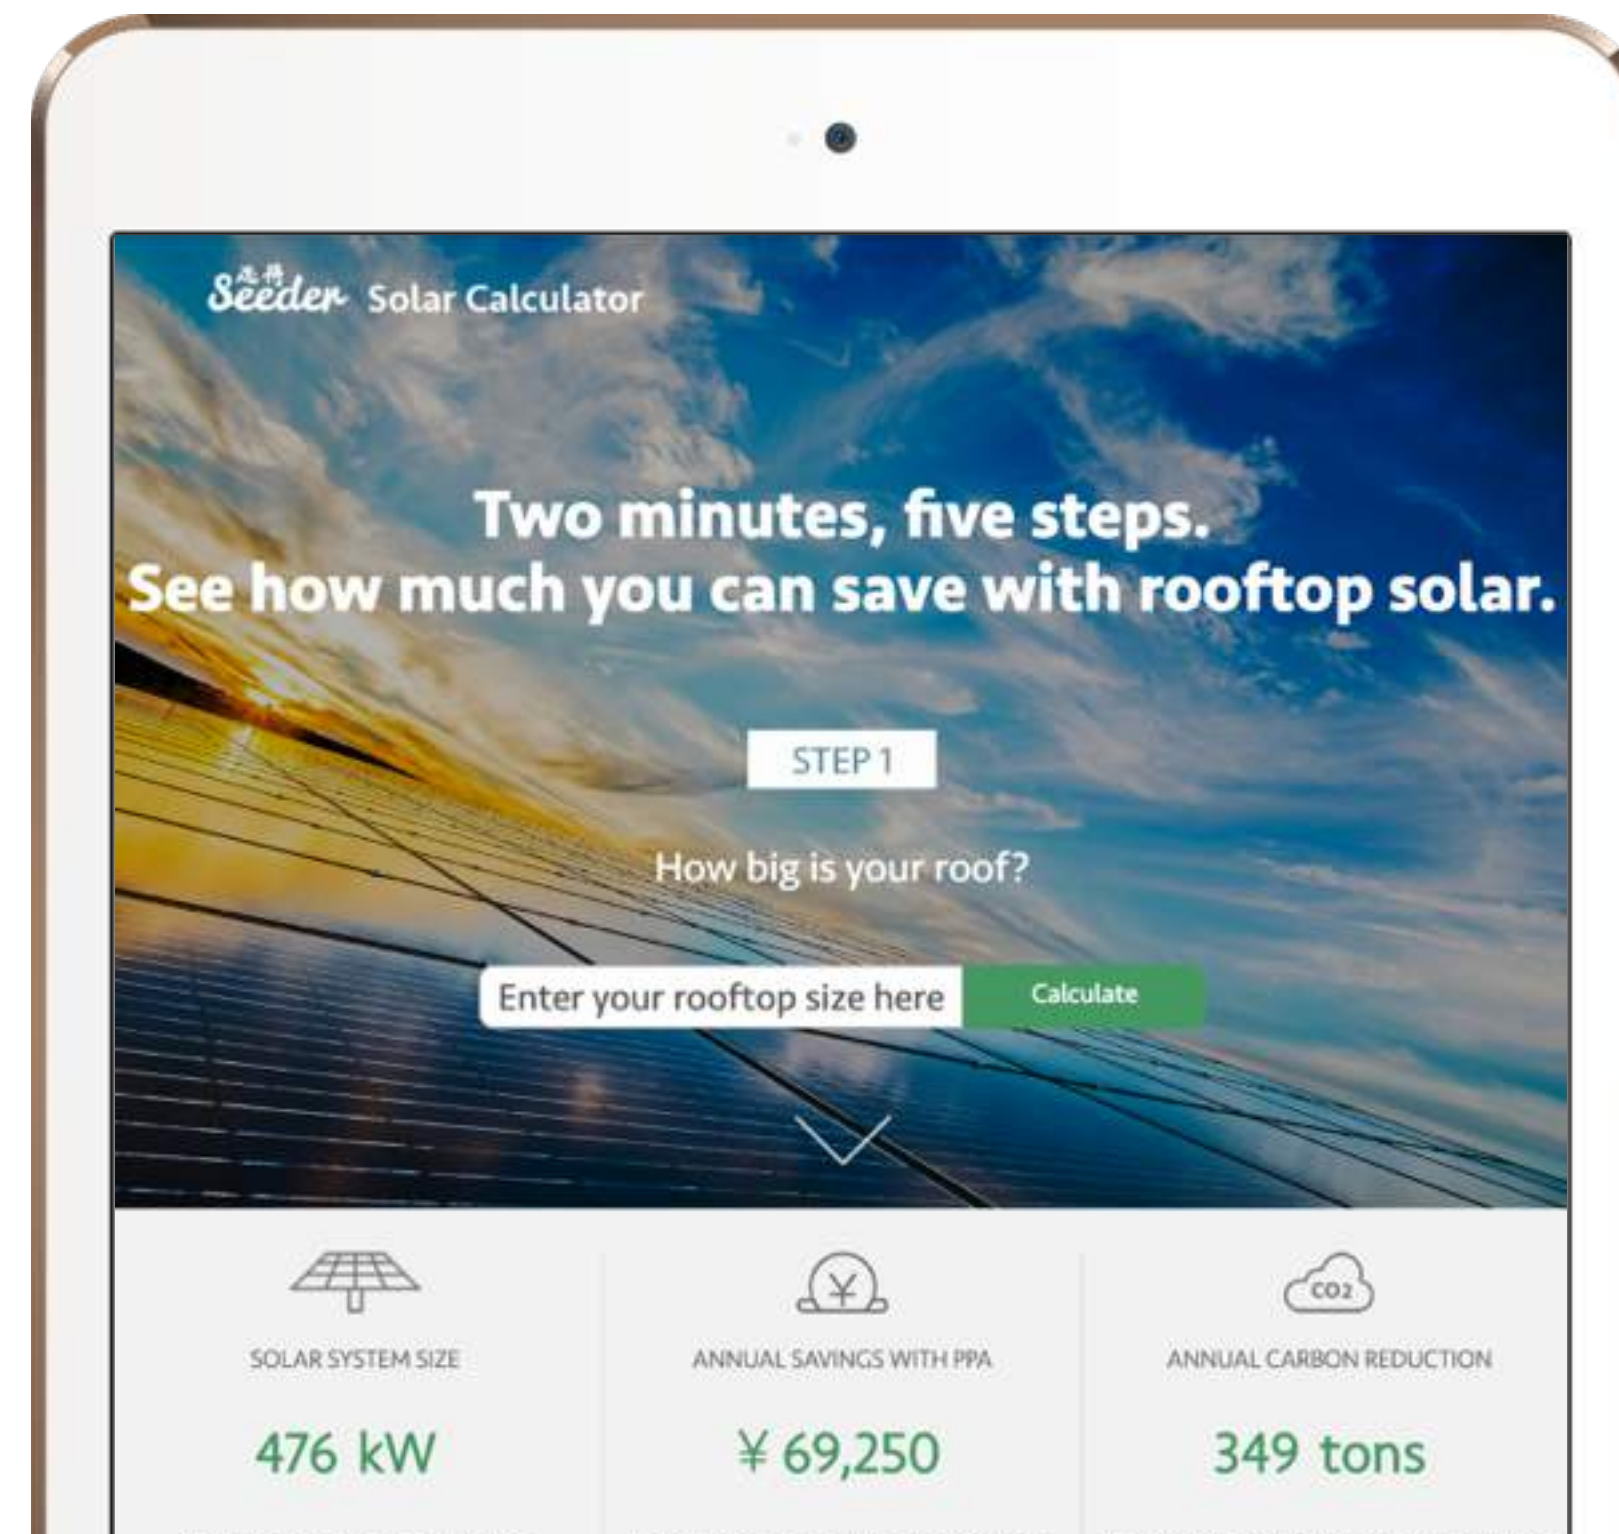 Seeder Solar Calculator
Two minutes, five steps.
See how much you can save with rooftop solar.
STEP 1
How big is your roof?
Enter your rooftop size here Calculate
CO2
SOLAR SYSTEM SIZE ANNUAL SAVINGS WITH PPA ANNUAL CARBON REDUCTION
476 kW ¥ 69,250 349 tons